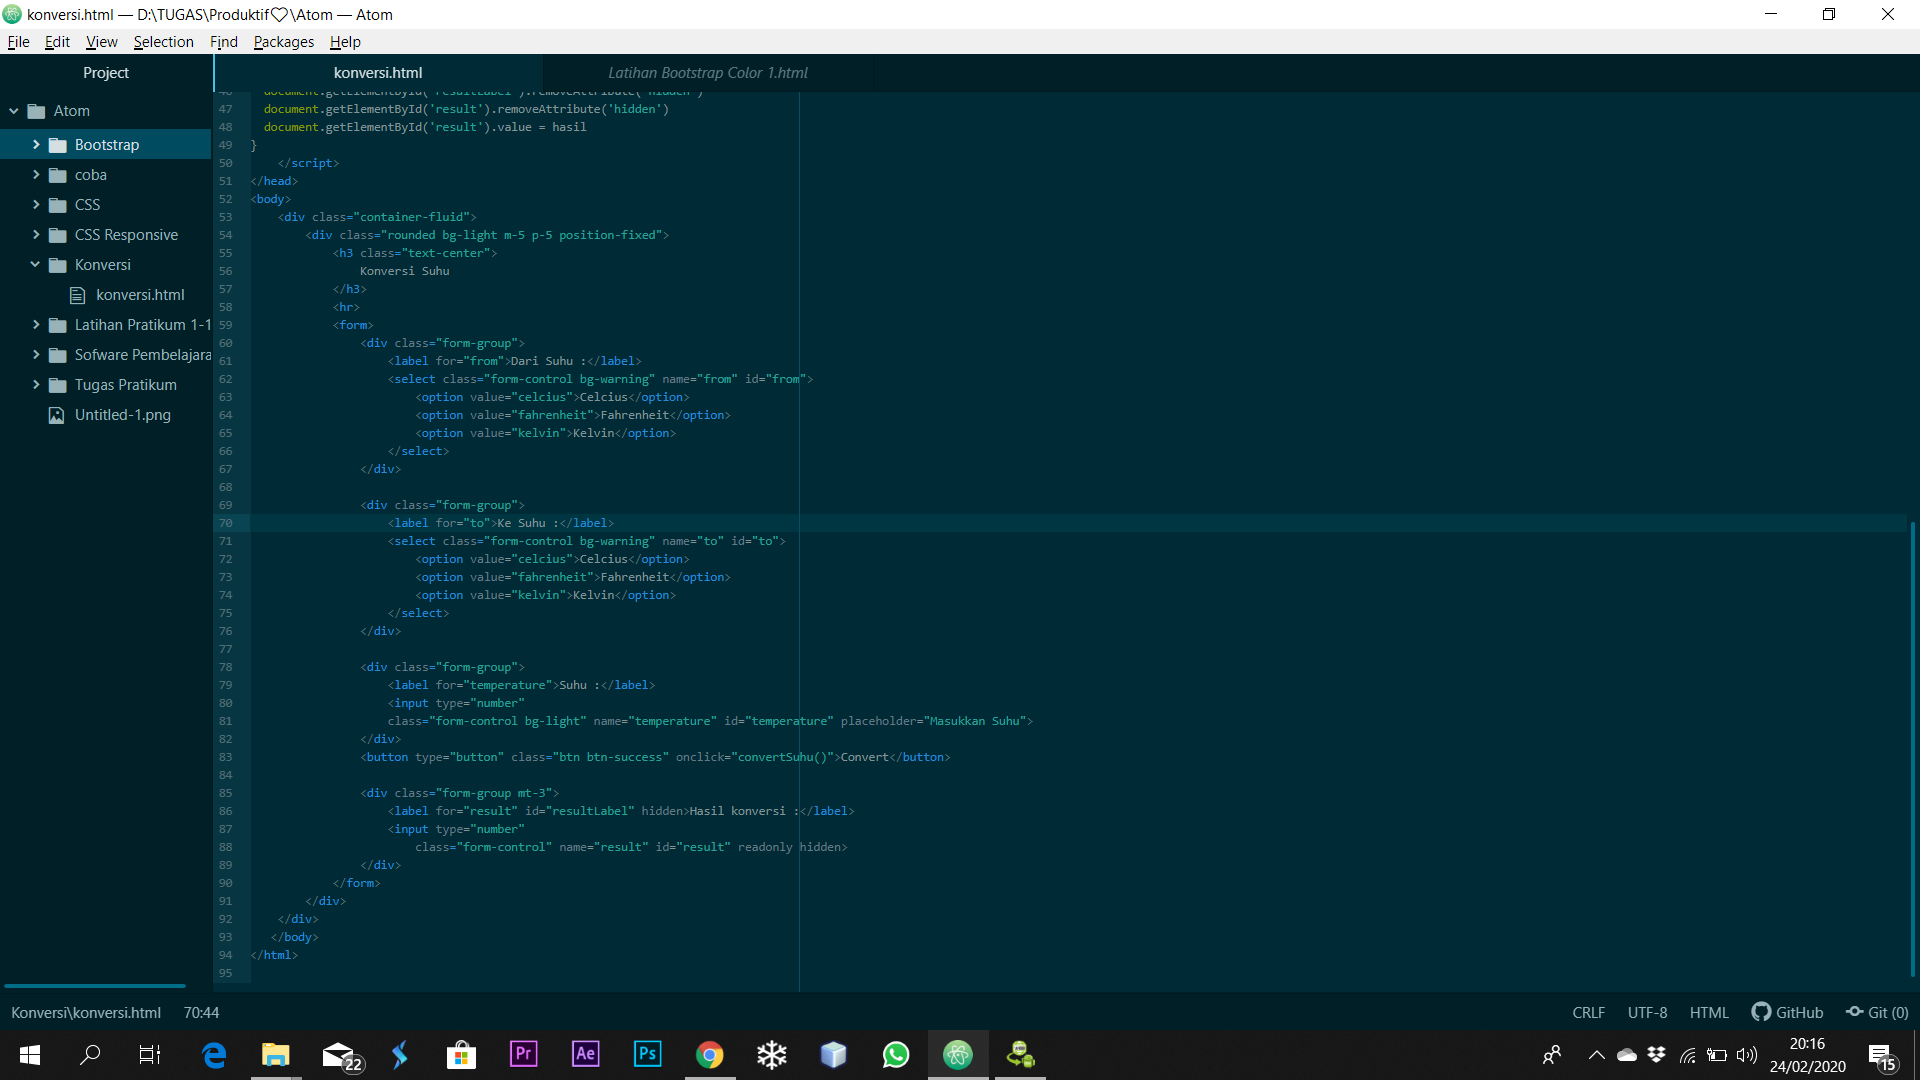 konversi.html — D:\TUGAS\Produktif♡\Atom — Atom
File Edit View Selection Find Packages Help
Project
konversi.html
Latihan Bootstrap Color 1.html
Atom
Bootstrap
coba
CSS
CSS Responsive
Konversi
konversi.html
Latihan Pratikum 1-1
Sofware Pembelajara
Tugas Pratikum
Untitled-1.png
46 document.getElementById('resultLabel').removeAttribute('hidden')
47 document.getElementById('result').removeAttribute('hidden')
48 document.getElementById('result').value = hasil
49 }
50 </script>
51 </head>
52 <body>
53 <div class="container-fluid">
54 <div class="rounded bg-light m-5 p-5 position-fixed">
55 <h3 class="text-center">
56 Konversi Suhu
57 </h3>
58 <hr>
59 <form>
60 <div class="form-group">
61 <label for="from">Dari Suhu :</label>
62 <select class="form-control bg-warning" name="from" id="from">
63 <option value="celcius">Celcius</option>
64 <option value="fahrenheit">Fahrenheit</option>
65 <option value="kelvin">Kelvin</option>
66 </select>
67 </div>
68
69 <div class="form-group">
70 <label for="to">Ke Suhu :</label>
71 <select class="form-control bg-warning" name="to" id="to">
72 <option value="celcius">Celcius</option>
73 <option value="fahrenheit">Fahrenheit</option>
74 <option value="kelvin">Kelvin</option>
75 </select>
76 </div>
77
78 <div class="form-group">
79 <label for="temperature">Suhu :</label>
80 <input type="number"
81 class="form-control bg-light" name="temperature" id="temperature" placeholder="Masukkan Suhu">
82 </div>
83 <button type="button" class="btn btn-success" onclick="convertSuhu()">Convert</button>
84
85 <div class="form-group mt-3">
86 <label for="result" id="resultLabel" hidden>Hasil konversi :</label>
87 <input type="number"
88 class="form-control" name="result" id="result" readonly hidden>
89 </div>
90 </form>
91 </div>
92 </div>
93 </body>
94 </html>
95
Konversi\konversi.html 70:44 CRLF UTF-8 HTML GitHub Git (0)
22
Pr
Ae
Ps
20:16
24/02/2020
15